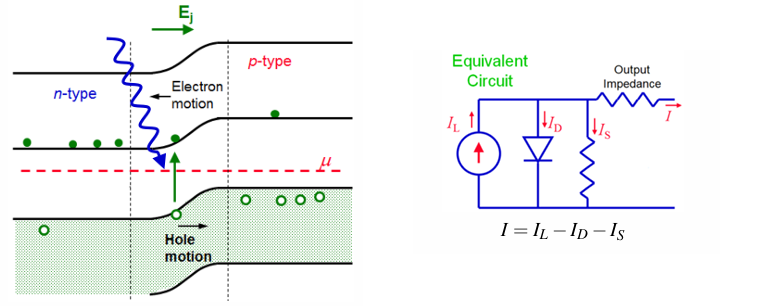 Ej
p-type
n-type
Electron
motion
μ
Hole
motion
Equivalent
Circuit
Output
Impedance
IL
ID
IS
I
I = IL – ID – IS